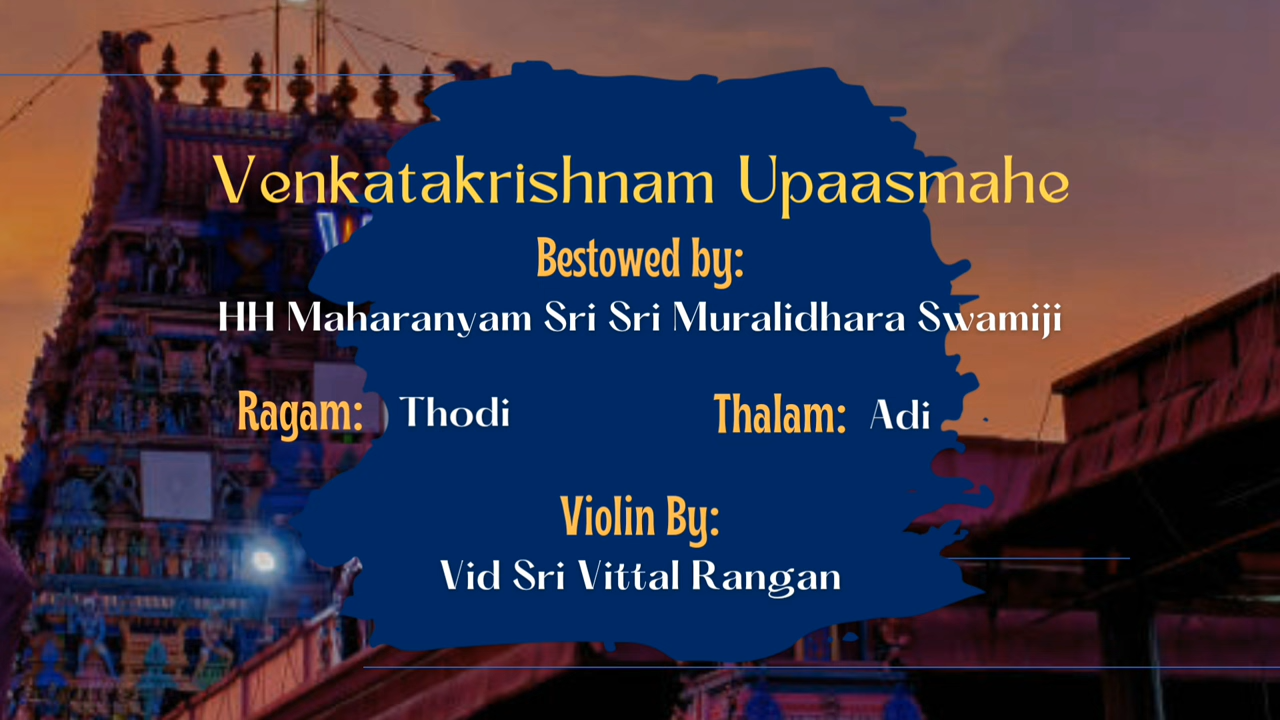 Venkatakrishnam Upaasmahe
Bestowed by:
HH Maharanyam Sri Sri Muralidhara Swamiji
Ragam: Thodi
Thalam: Adi
Violin By:
Vid Sri Vittal Rangan